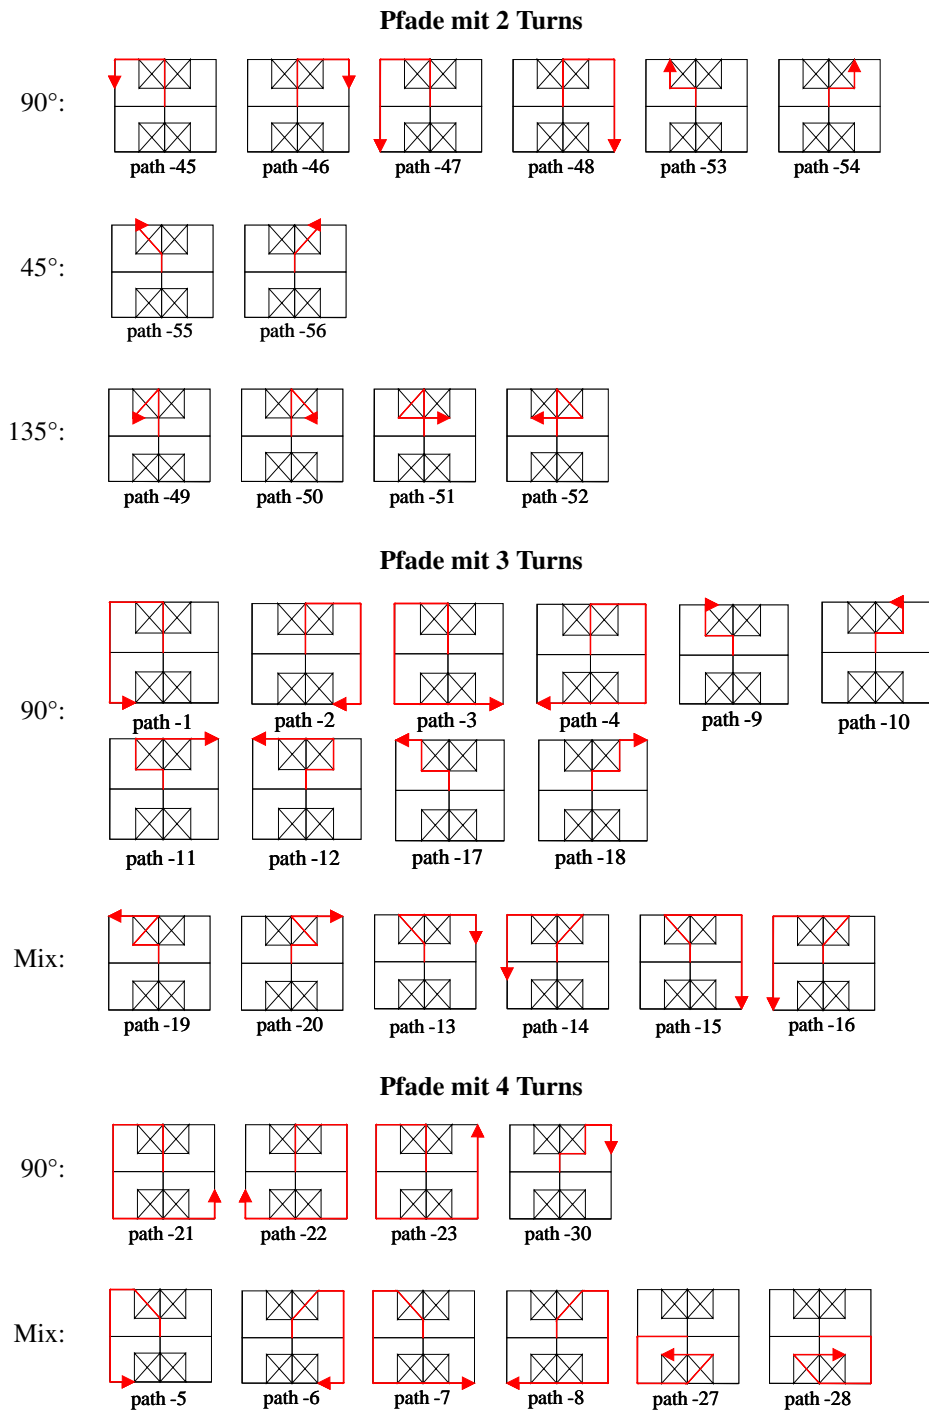 Pfade mit 2 Turns
90°:
path -45 path -46 path -47 path -48 path -53 path -54
45°:
path -55 path -56
135°:
path -49 path -50 path -51 path -52
Pfade mit 3 Turns
90°:
path -1 path -2 path -3 path -4 path -9 path -10
path -11 path -12 path -17 path -18
Mix:
path -19 path -20 path -13 path -14 path -15 path -16
Pfade mit 4 Turns
90°:
path -21 path -22 path -23 path -30
Mix:
path -5 path -6 path -7 path -8 path -27 path -28